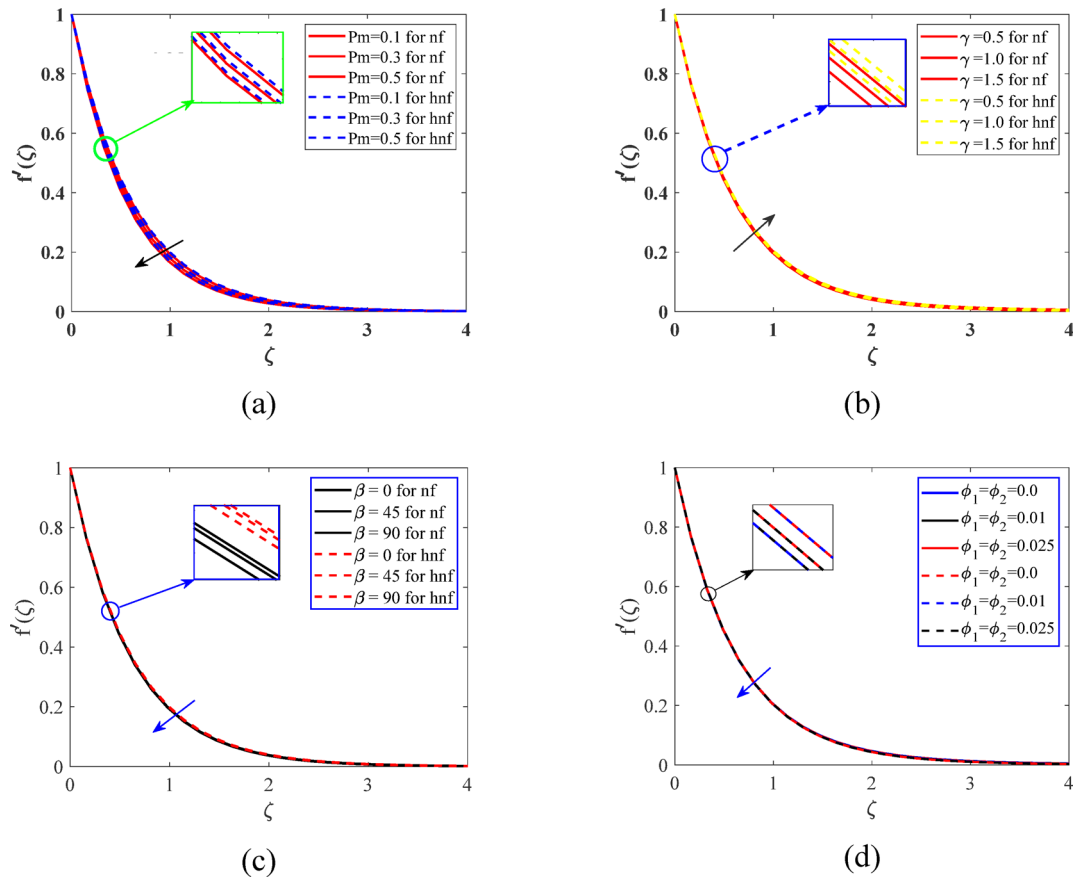 Pm=0.1 for nf
Pm=0.3 for nf
Pm=0.5 for nf
Pm=0.1 for hnf
Pm=0.3 for hnf
Pm=0.5 for hnf
f'(ζ)
1
0.8
0.6
0.4
0.2
0
0 1 2 3 4
ζ
(a)
γ=0.5 for nf
γ=1.0 for nf
γ=1.5 for nf
γ=0.5 for hnf
γ=1.0 for hnf
γ=1.5 for hnf
f'(ζ)
1
0.8
0.6
0.4
0.2
0
0 1 2 3 4
ζ
(b)
β = 0 for nf
β = 45 for nf
β = 90 for nf
β = 0 for hnf
β = 45 for hnf
β = 90 for hnf
f'(ζ)
1
0.8
0.6
0.4
0.2
0
0 1 2 3 4
ζ
(c)
ϕ₁=ϕ₂=0.0
ϕ₁=ϕ₂=0.01
ϕ₁=ϕ₂=0.025
ϕ₁=ϕ₂=0.0
ϕ₁=ϕ₂=0.01
ϕ₁=ϕ₂=0.025
f'(ζ)
1
0.8
0.6
0.4
0.2
0
0 1 2 3 4
ζ
(d)